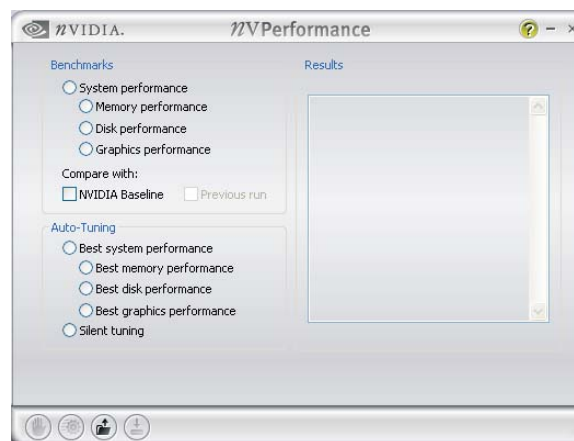 nVIDIA.
nVPerformance
Benchmarks
System performance
Memory performance
Disk performance
Graphics performance
Compare with:
NVIDIA Baseline
Previous run
Auto-Tuning
Best system performance
Best memory performance
Best disk performance
Best graphics performance
Silent tuning
Results